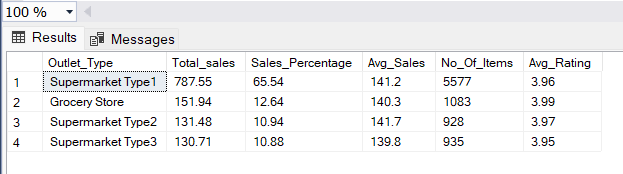 100 %
Results Messages
Outlet_Type Total_sales Sales_Percentage Avg_Sales No_Of_Items Avg_Rating
1 Supermarket Type1 787.55 65.54 141.2 5577 3.96
2 Grocery Store 151.94 12.64 140.3 1083 3.99
3 Supermarket Type2 131.48 10.94 141.7 928 3.97
4 Supermarket Type3 130.71 10.88 139.8 935 3.95